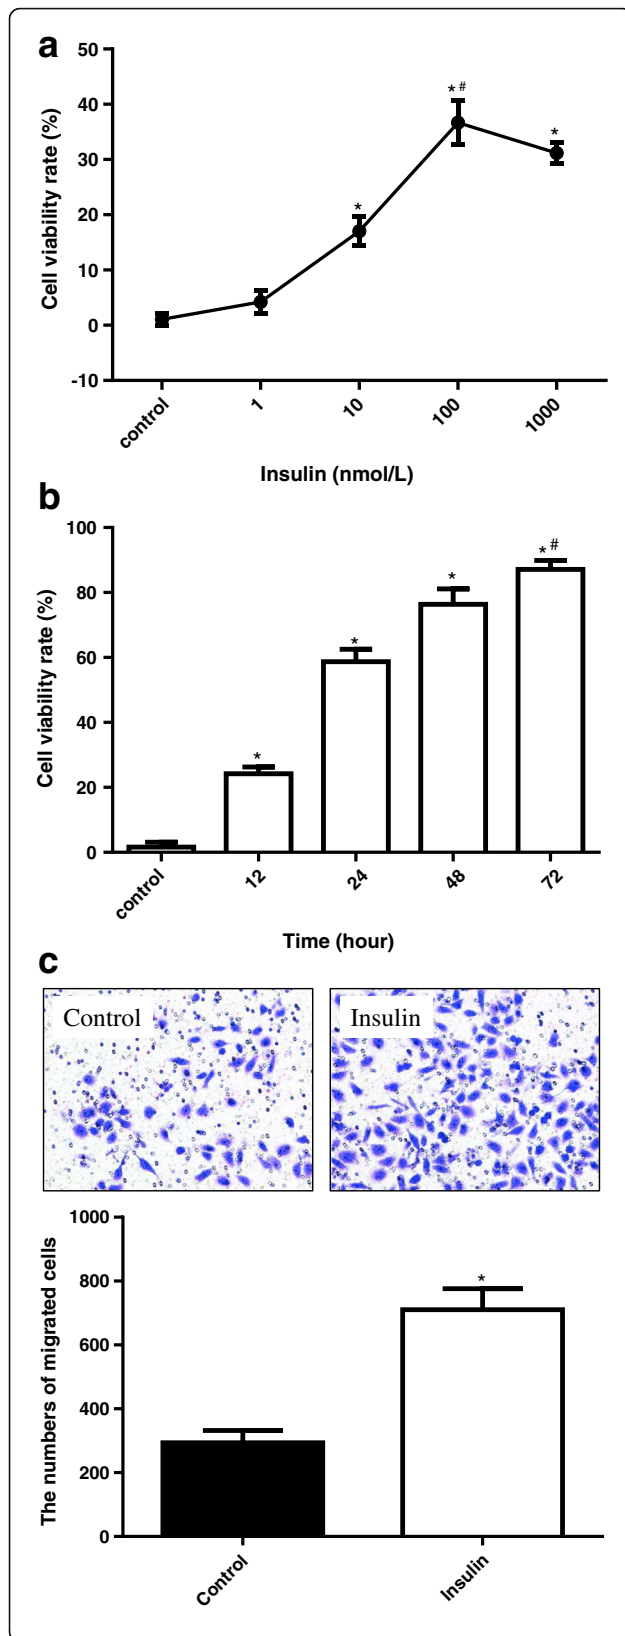 a
Cell viability rate (%)
50
40
30
20
10
0
-10
* #
*
*
control
1
10
100
1000
Insulin (nmol/L)
b
Cell viability rate (%)
100
80
60
40
20
0
*
*
*
* #
control
12
24
48
72
Time (hour)
c
Control
Insulin
The numbers of migrated cells
1000
800
600
400
200
0
*
Control
Insulin